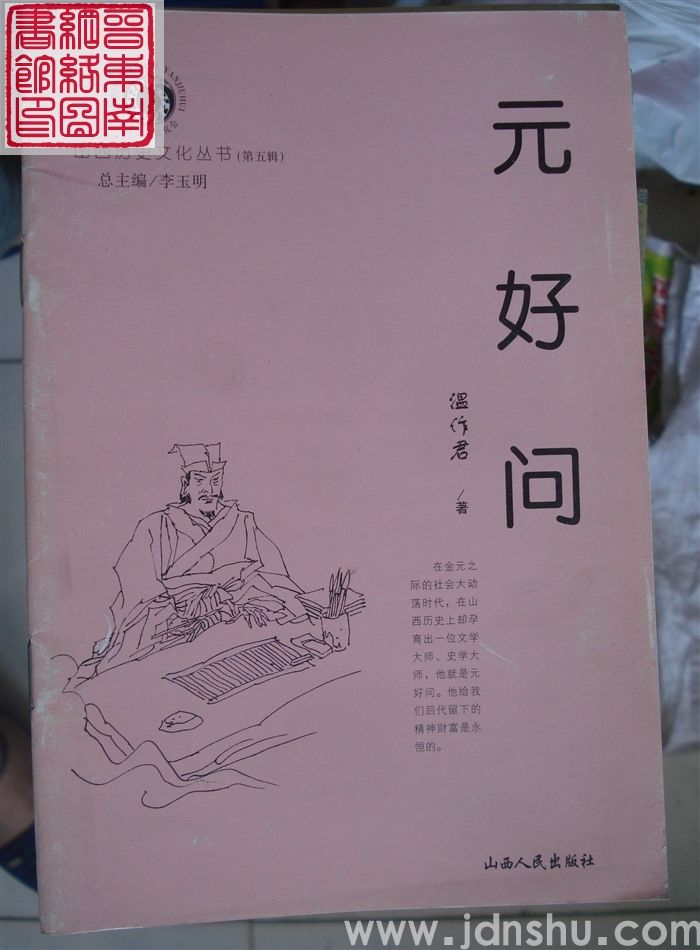 晋东南
网络图
书馆印
YANJIUHUI
山西历史文化丛书(第五辑)
总主编/李玉明
元好问
温作君
/著
在金元之
际的社会大动
荡时代，在山
西历史上却孕
育出一位文学
大师、史学大
师，他就是元
好问。他给我
们后代留下的
精神财富是永
恒的。
山西人民出版社
www.jdnshu.com